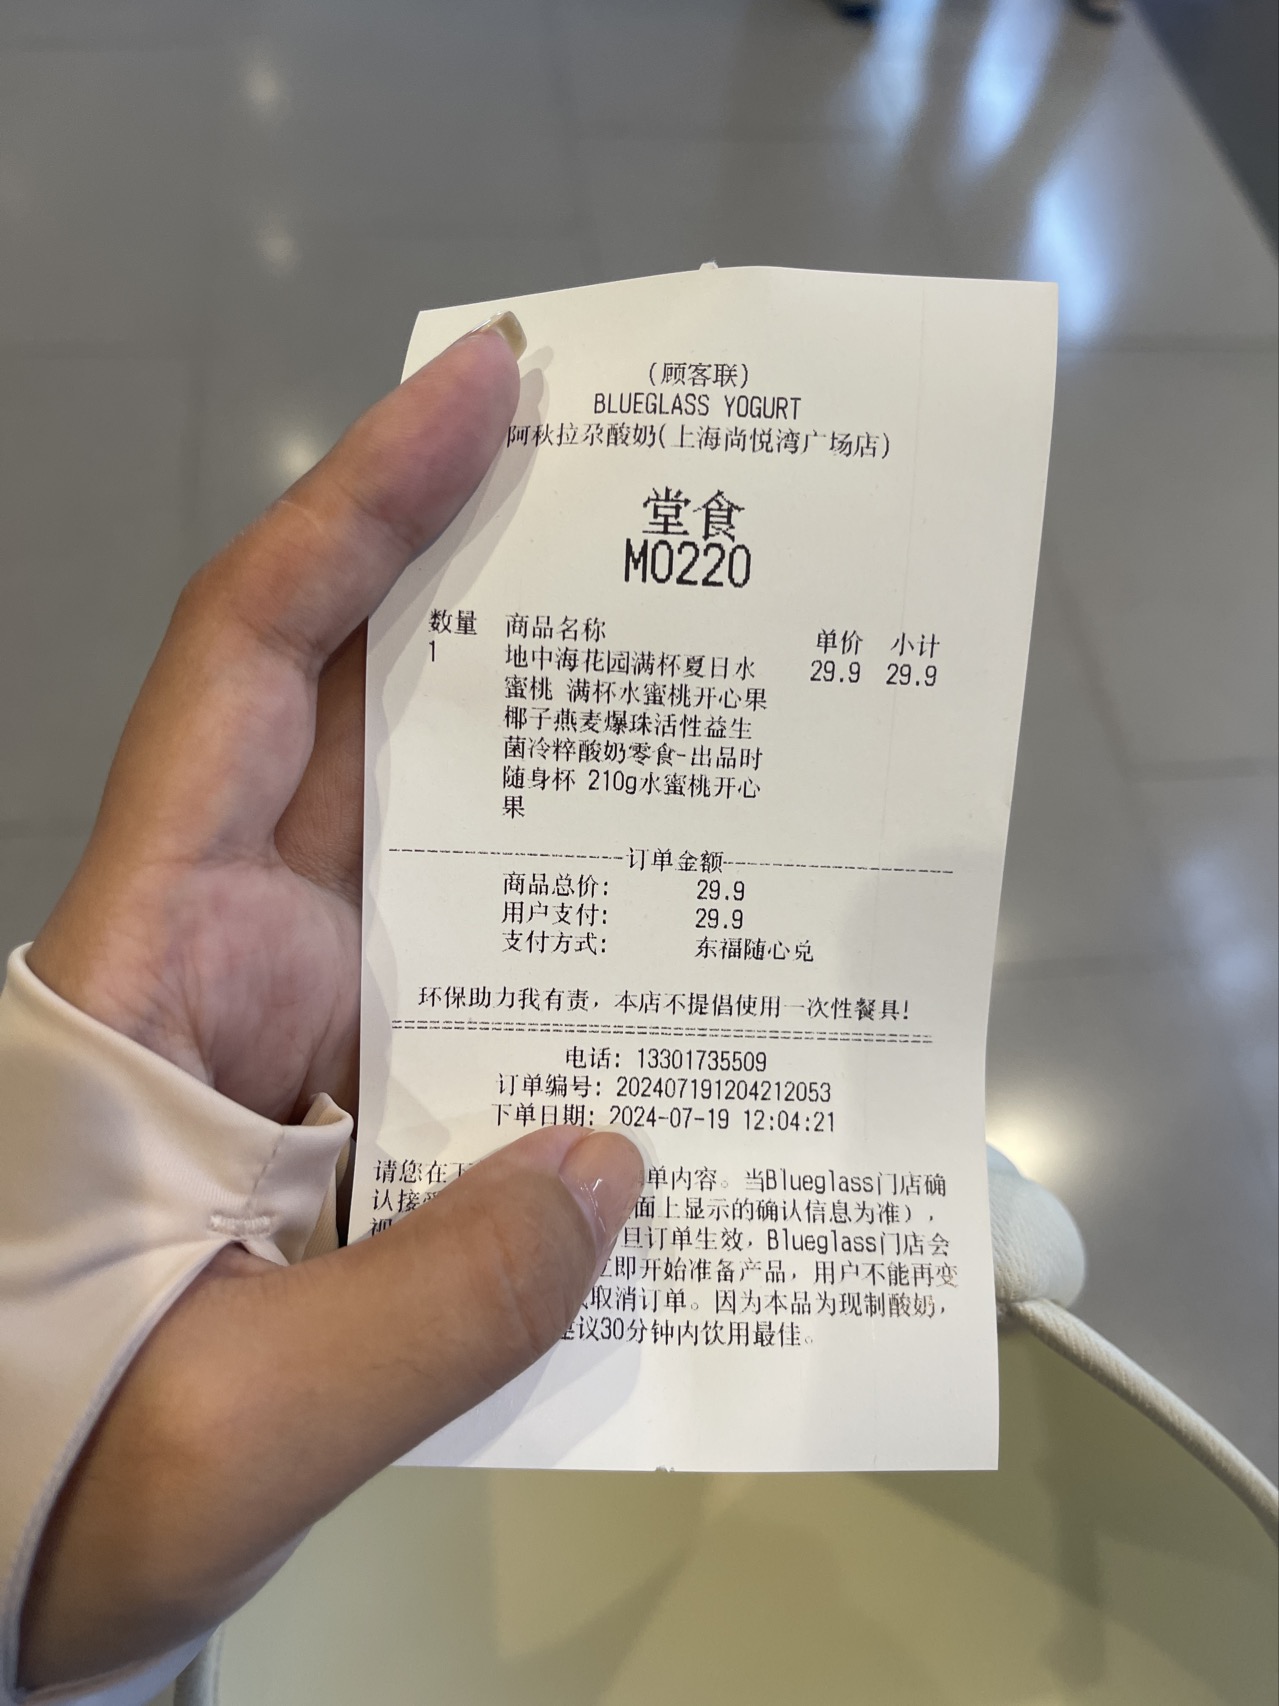 (顾客联)
BLUEGLASS YOGURT
阿秋拉尕酸奶(上海尚悦湾广场店)
堂食
M0220
数量 商品名称 单价 小计
1 地中海花园满杯夏日水 29.9 29.9
蜜桃 满杯水蜜桃开心果
椰子燕麦爆珠活性益生
菌冷粹酸奶零食-出品时
随身杯 210g水蜜桃开心
果
订单金额
商品总价: 29.9
用户支付: 29.9
支付方式: 东福随心兑
环保助力我有责，本店不提倡使用一次性餐具!
电话: 13301735509
订单编号: 202407191204212053
下单日期: 2024-07-19 12:04:21
请您在下 单内容。当Blueglass门店确
认接受 面上显示的确认信息为准），
视 旦订单生效，Blueglass门店会
立即开始准备产品，用户不能再变
取消订单。因为本品为现制酸奶，
建议30分钟内饮用最佳。